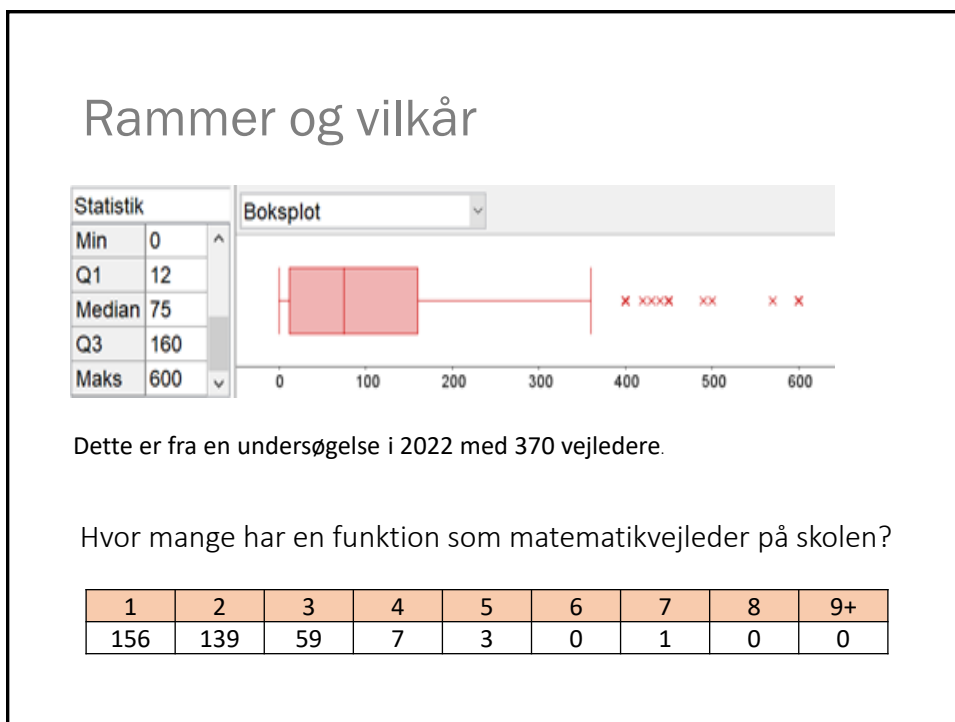 Rammer og vilkår
Statistik
Boksplot
Min 0
Q1 12
Median 75
Q3 160
Maks 600
0 100 200 300 400 500 600
Dette er fra en undersøgelse i 2022 med 370 vejledere.
Hvor mange har en funktion som matematikvejleder på skolen?
1 2 3 4 5 6 7 8 9+
156 139 59 7 3 0 1 0 0